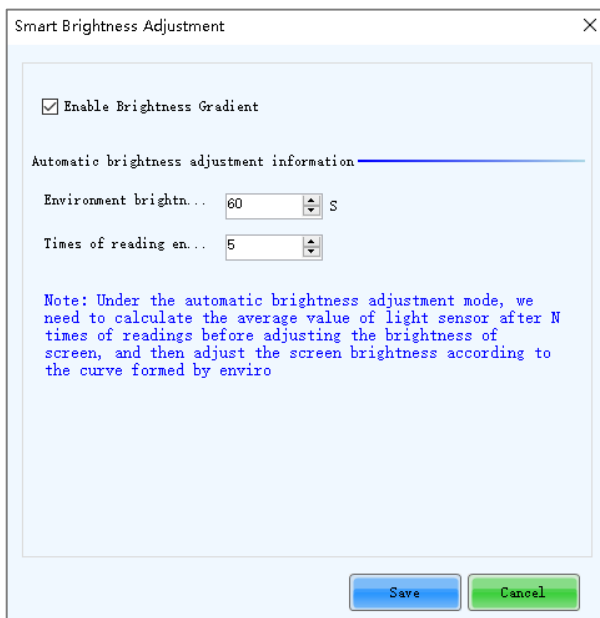 Smart Brightness Adjustment
Enable Brightness Gradient
Automatic brightness adjustment information
Environment brightn... 60 S
Times of reading en... 5
Note: Under the automatic brightness adjustment mode, we
need to calculate the average value of light sensor after N
times of readings before adjusting the brightness of
screen, and then adjust the screen brightness according to
the curve formed by enviro
Save Cancel